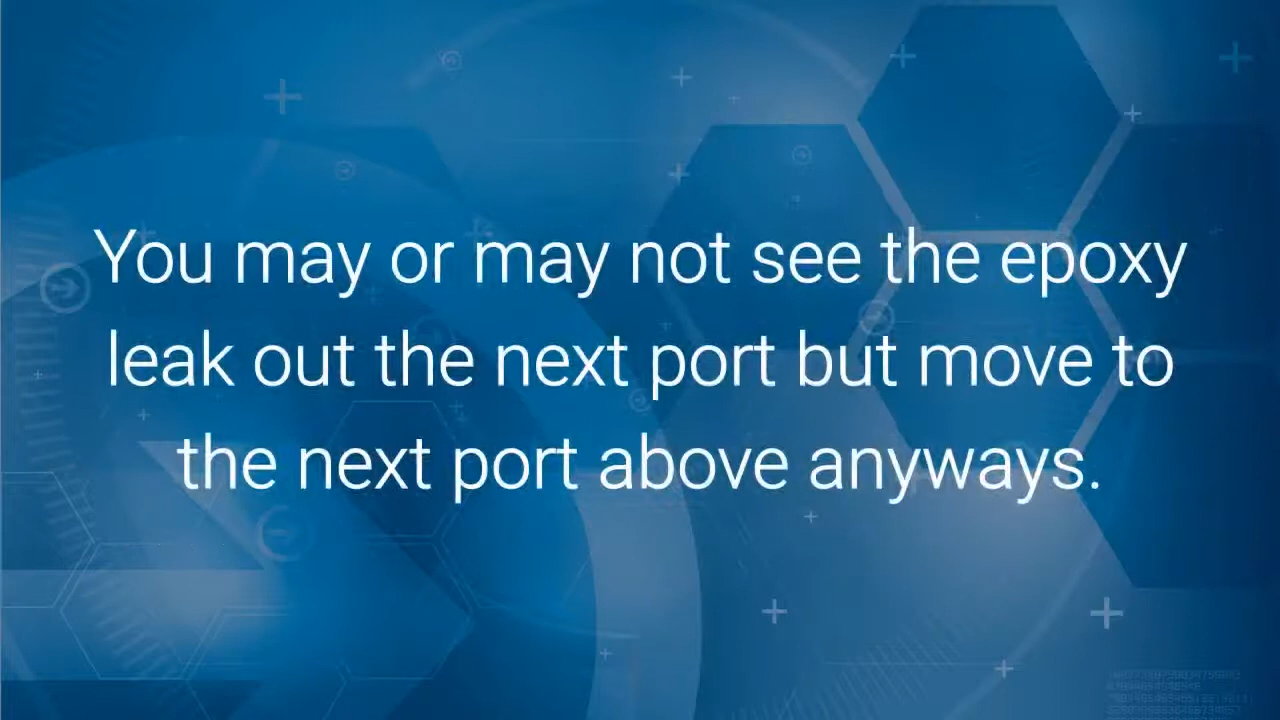 You may or may not see the epoxy
leak out the next port but move to
the next port above anyways.